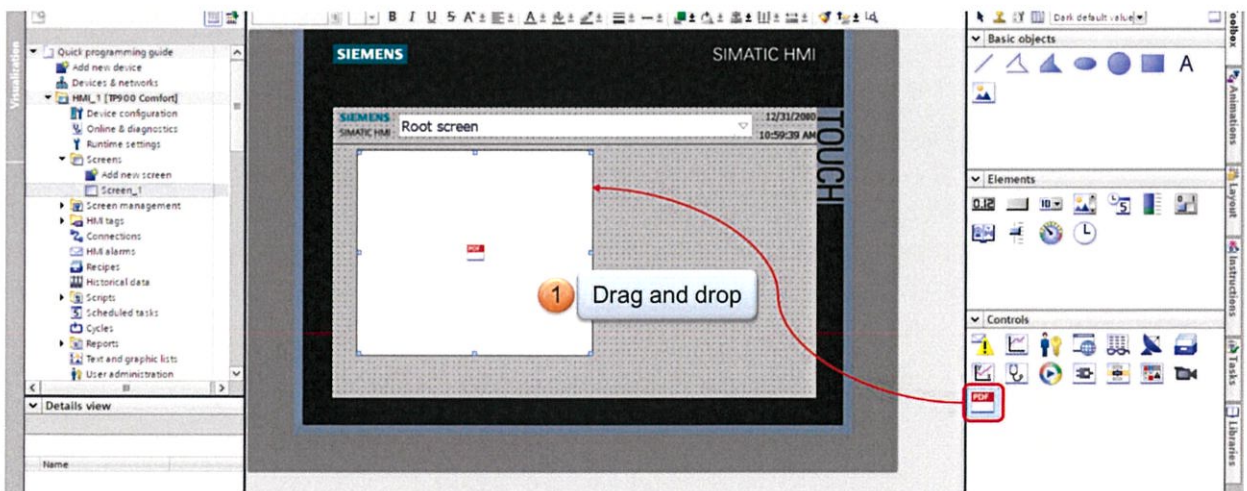 B I U S A
Dark default value
Toolbox
Visualization
Quick programming guide
Add new device
Devices & networks
HMI_1 [TP900 Comfort]
Device configuration
Online & diagnostics
Runtime settings
Screens
Add new screen
Screen_1
Screen management
HMI tags
Connections
HMI alarms
Recipes
Historical data
Scripts
Scheduled tasks
Cycles
Reports
Text and graphic lists
User administration
Details view
Name
SIEMENS
SIMATIC HMI
SIEMENS
SIMATIC HMI
Root screen
12/31/2000
10:59:39 AM
TOUCH
PDF
1 Drag and drop
Basic objects
A
Elements
0.12
10
5
Controls
PDF
Animations
Layout
Instructions
Tasks
Libraries